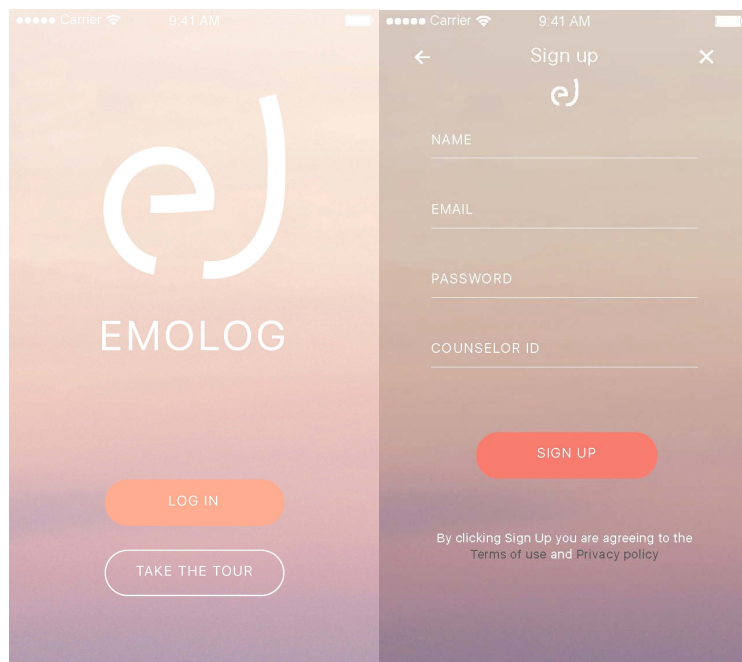 Carrier 9:41 AM
eJ
EMOLOG
LOG IN
TAKE THE TOUR
Carrier 9:41 AM
Sign up
eJ
NAME
EMAIL
PASSWORD
COUNSELOR ID
SIGN UP
By clicking Sign Up you are agreeing to the
Terms of use and Privacy policy